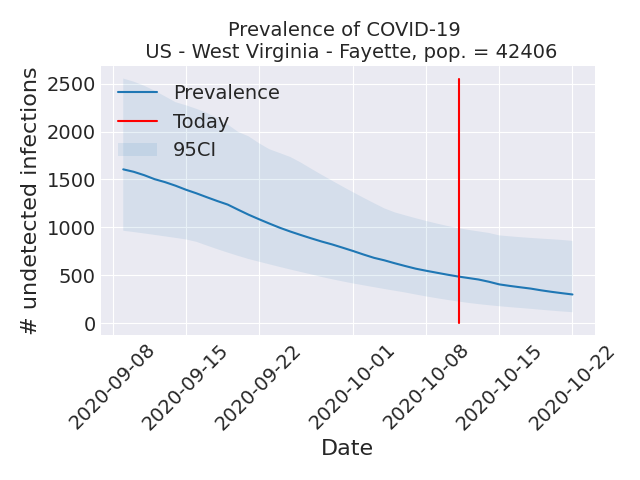 Prevalence of COVID-19
US - West Virginia - Fayette, pop. = 42406
# undetected infections
2500
2000
1500
1000
500
0
Prevalence
Today
95CI
2020-09-08
2020-09-15
2020-09-22
2020-10-01
2020-10-08
2020-10-15
2020-10-22
Date